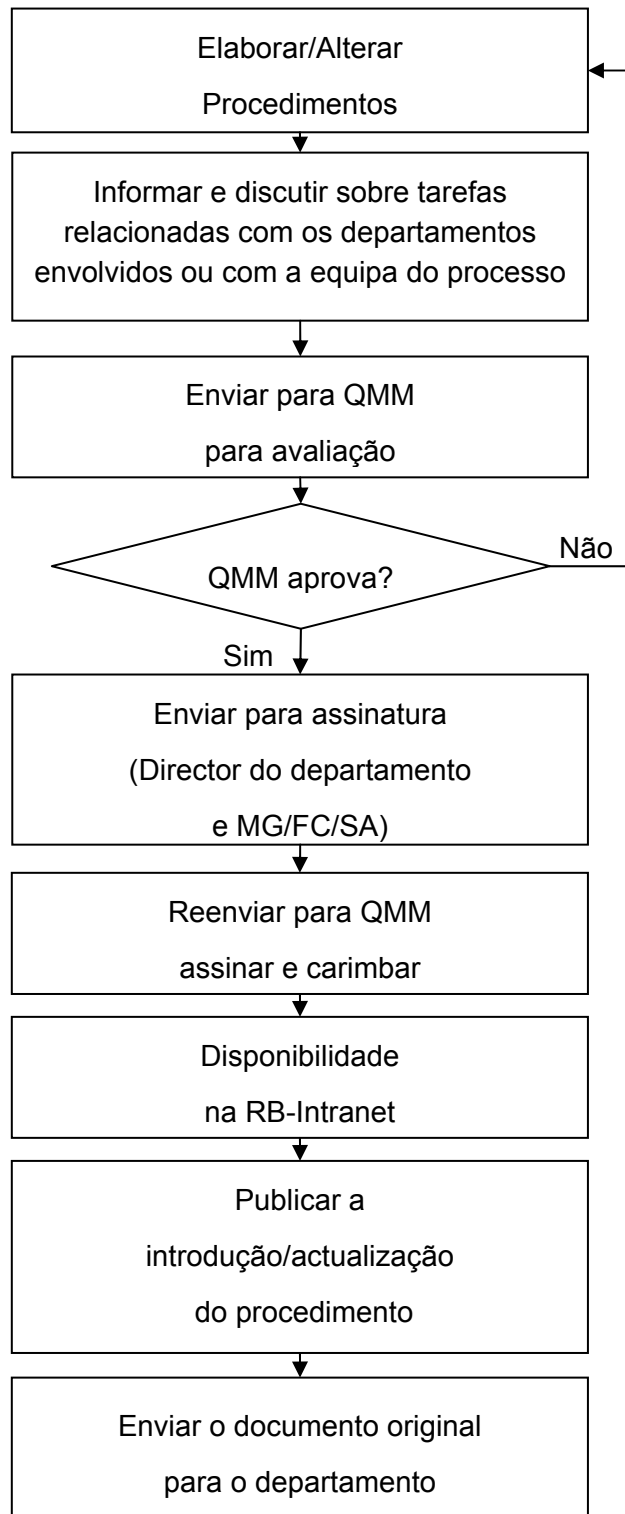 Elaborar/Alterar
Procedimentos
Informar e discutir sobre tarefas
relacionadas com os departamentos
envolvidos ou com a equipa do processo
Enviar para QMM
para avaliação
QMM aprova?
Não
Sim
Enviar para assinatura
(Director do departamento
e MG/FC/SA)
Reenviar para QMM
assinar e carimbar
Disponibilidade
na RB-Intranet
Publicar a
introdução/actualização
do procedimento
Enviar o documento original
para o departamento